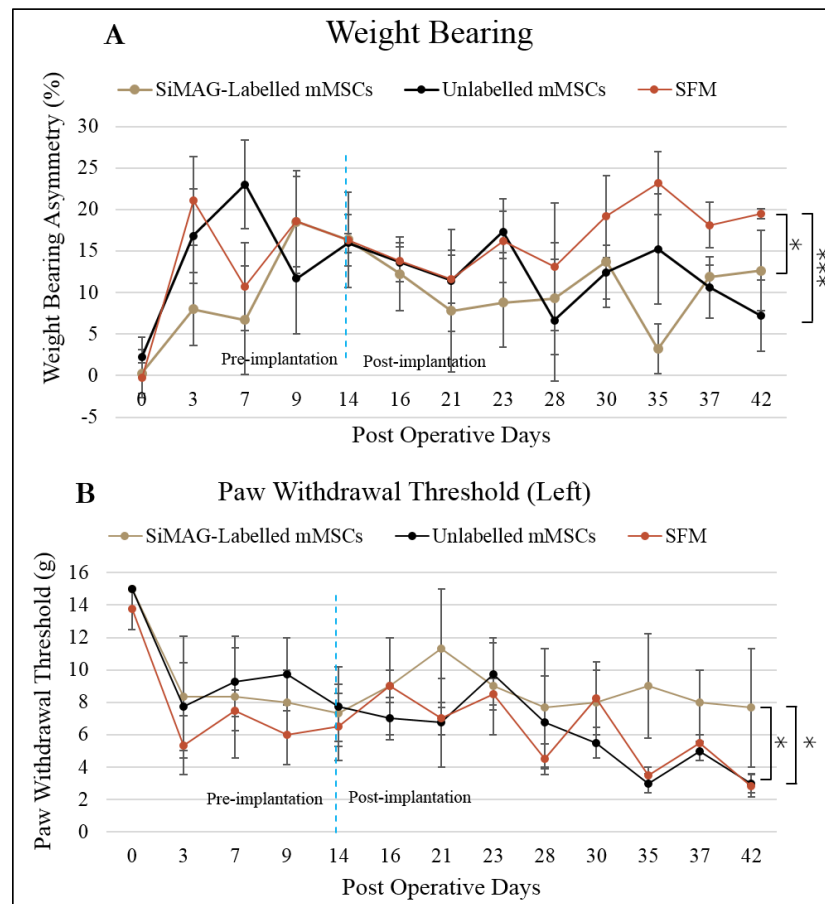 A
Weight Bearing
SiMAG-Labelled mMSCs Unlabelled mMSCs SFM
Weight Bearing Asymmetry (%)
30
25
20
15
10
5
0
-5
Pre-implantation Post-implantation
* ***
0 3 7 9 14 16 21 23 28 30 35 37 42
Post Operative Days
B
Paw Withdrawal Threshold (Left)
SiMAG-Labelled mMSCs Unlabelled mMSCs SFM
Paw Withdrawal Threshold (g)
16
14
12
10
8
6
4
2
0
Pre-implantation Post-implantation
* *
0 3 7 9 14 16 21 23 28 30 35 37 42
Post Operative Days